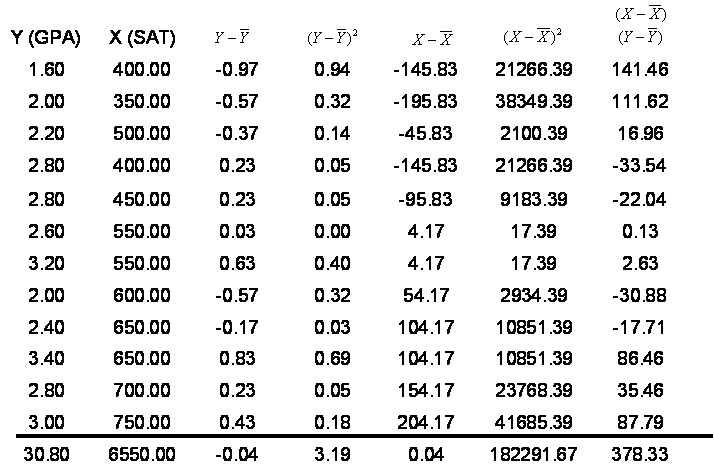 (X − X̅)
Y (GPA) X (SAT) Y − Y̅ (Y − Y̅)² X − X̅ (X − X̅)² (Y − Y̅)
1.60 400.00 -0.97 0.94 -145.83 21266.39 141.46
2.00 350.00 -0.57 0.32 -195.83 38349.39 111.62
2.20 500.00 -0.37 0.14 -45.83 2100.39 16.96
2.80 400.00 0.23 0.05 -145.83 21266.39 -33.54
2.80 450.00 0.23 0.05 -95.83 9183.39 -22.04
2.60 550.00 0.03 0.00 4.17 17.39 0.13
3.20 550.00 0.63 0.40 4.17 17.39 2.63
2.00 600.00 -0.57 0.32 54.17 2934.39 -30.88
2.40 650.00 -0.17 0.03 104.17 10851.39 -17.71
3.40 650.00 0.83 0.69 104.17 10851.39 86.46
2.80 700.00 0.23 0.05 154.17 23768.39 35.46
3.00 750.00 0.43 0.18 204.17 41685.39 87.79
30.80 6550.00 -0.04 3.19 0.04 182291.67 378.33